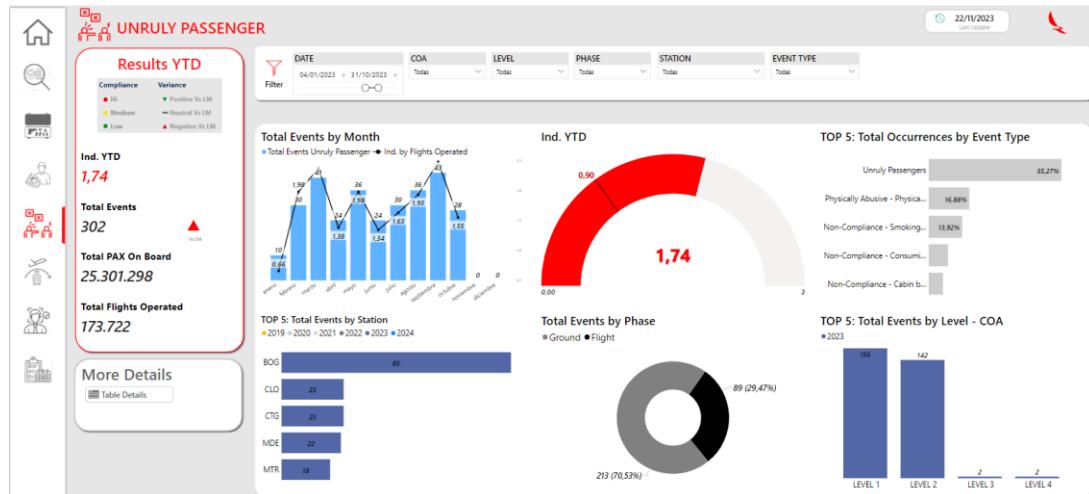 UNRULY PASSENGER
22/11/2023
Last Update
Results YTD
Compliance Variance
Hi Positive Vs LM
Medium Neutral Vs LM
Low Negative Vs LM
Ind. YTD
1,74
Total Events
302
Vs LM
Total PAX On Board
25.301.298
Total Flights Operated
173.722
More Details
Table Details
Filter
DATE
04/01/2023 31/10/2023
COA
Todas
LEVEL
Todas
PHASE
Todas
STATION
Todas
EVENT TYPE
Todas
Total Events by Month
Total Events Unruly Passenger Ind. by Flights Operated
10 30 41 24 36 24 30 36 43 28 0 0
0,66 1,98 1,38 1,98 1,34 1,63 1,93 1,55
enero febrero marzo abril mayo junio julio agosto septiembre octubre noviembre diciembre
Ind. YTD
0,90
1,74
0,00 3
TOP 5: Total Occurrences by Event Type
Unruly Passengers 55,27%
Physically Abusive - Physica... 16,88%
Non-Compliance - Smoking... 13,92%
Non-Compliance - Consumi...
Non-Compliance - Cabin b...
TOP 5: Total Events by Station
2019 2020 2021 2022 2023 2024
BOG 85
CLO 23
CTG 23
MDE 22
MTR 18
Total Events by Phase
Ground Flight
89 (29,47%)
213 (70,53%)
TOP 5: Total Events by Level - COA
2023
156 142 2 2
LEVEL 1 LEVEL 2 LEVEL 3 LEVEL 4